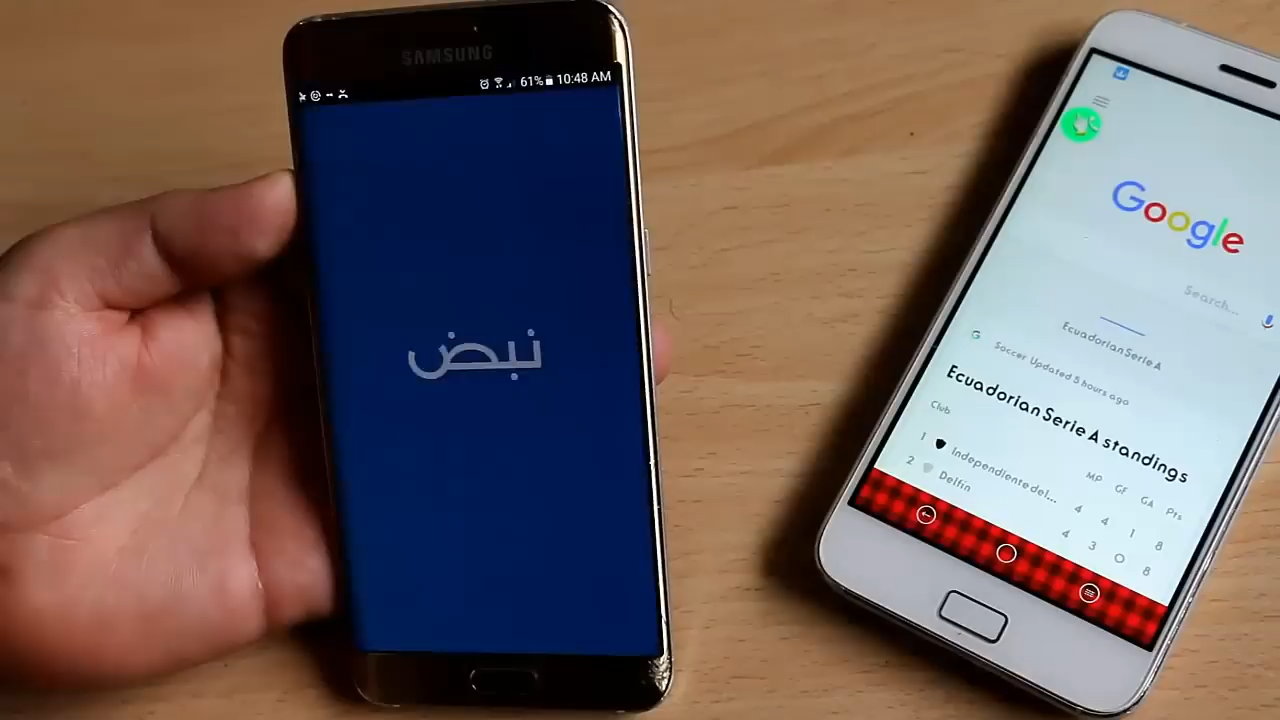 SAMSUNG
61% 10:48 AM
نبض
Google
Search...
Ecuadorian Serie A
Soccer Updated 5 hours ago
Ecuadorian Serie A standings
Club MP GF GA Pts
1 Independiente del... 4 4 1 8
2 Delfin 4 3 0 8